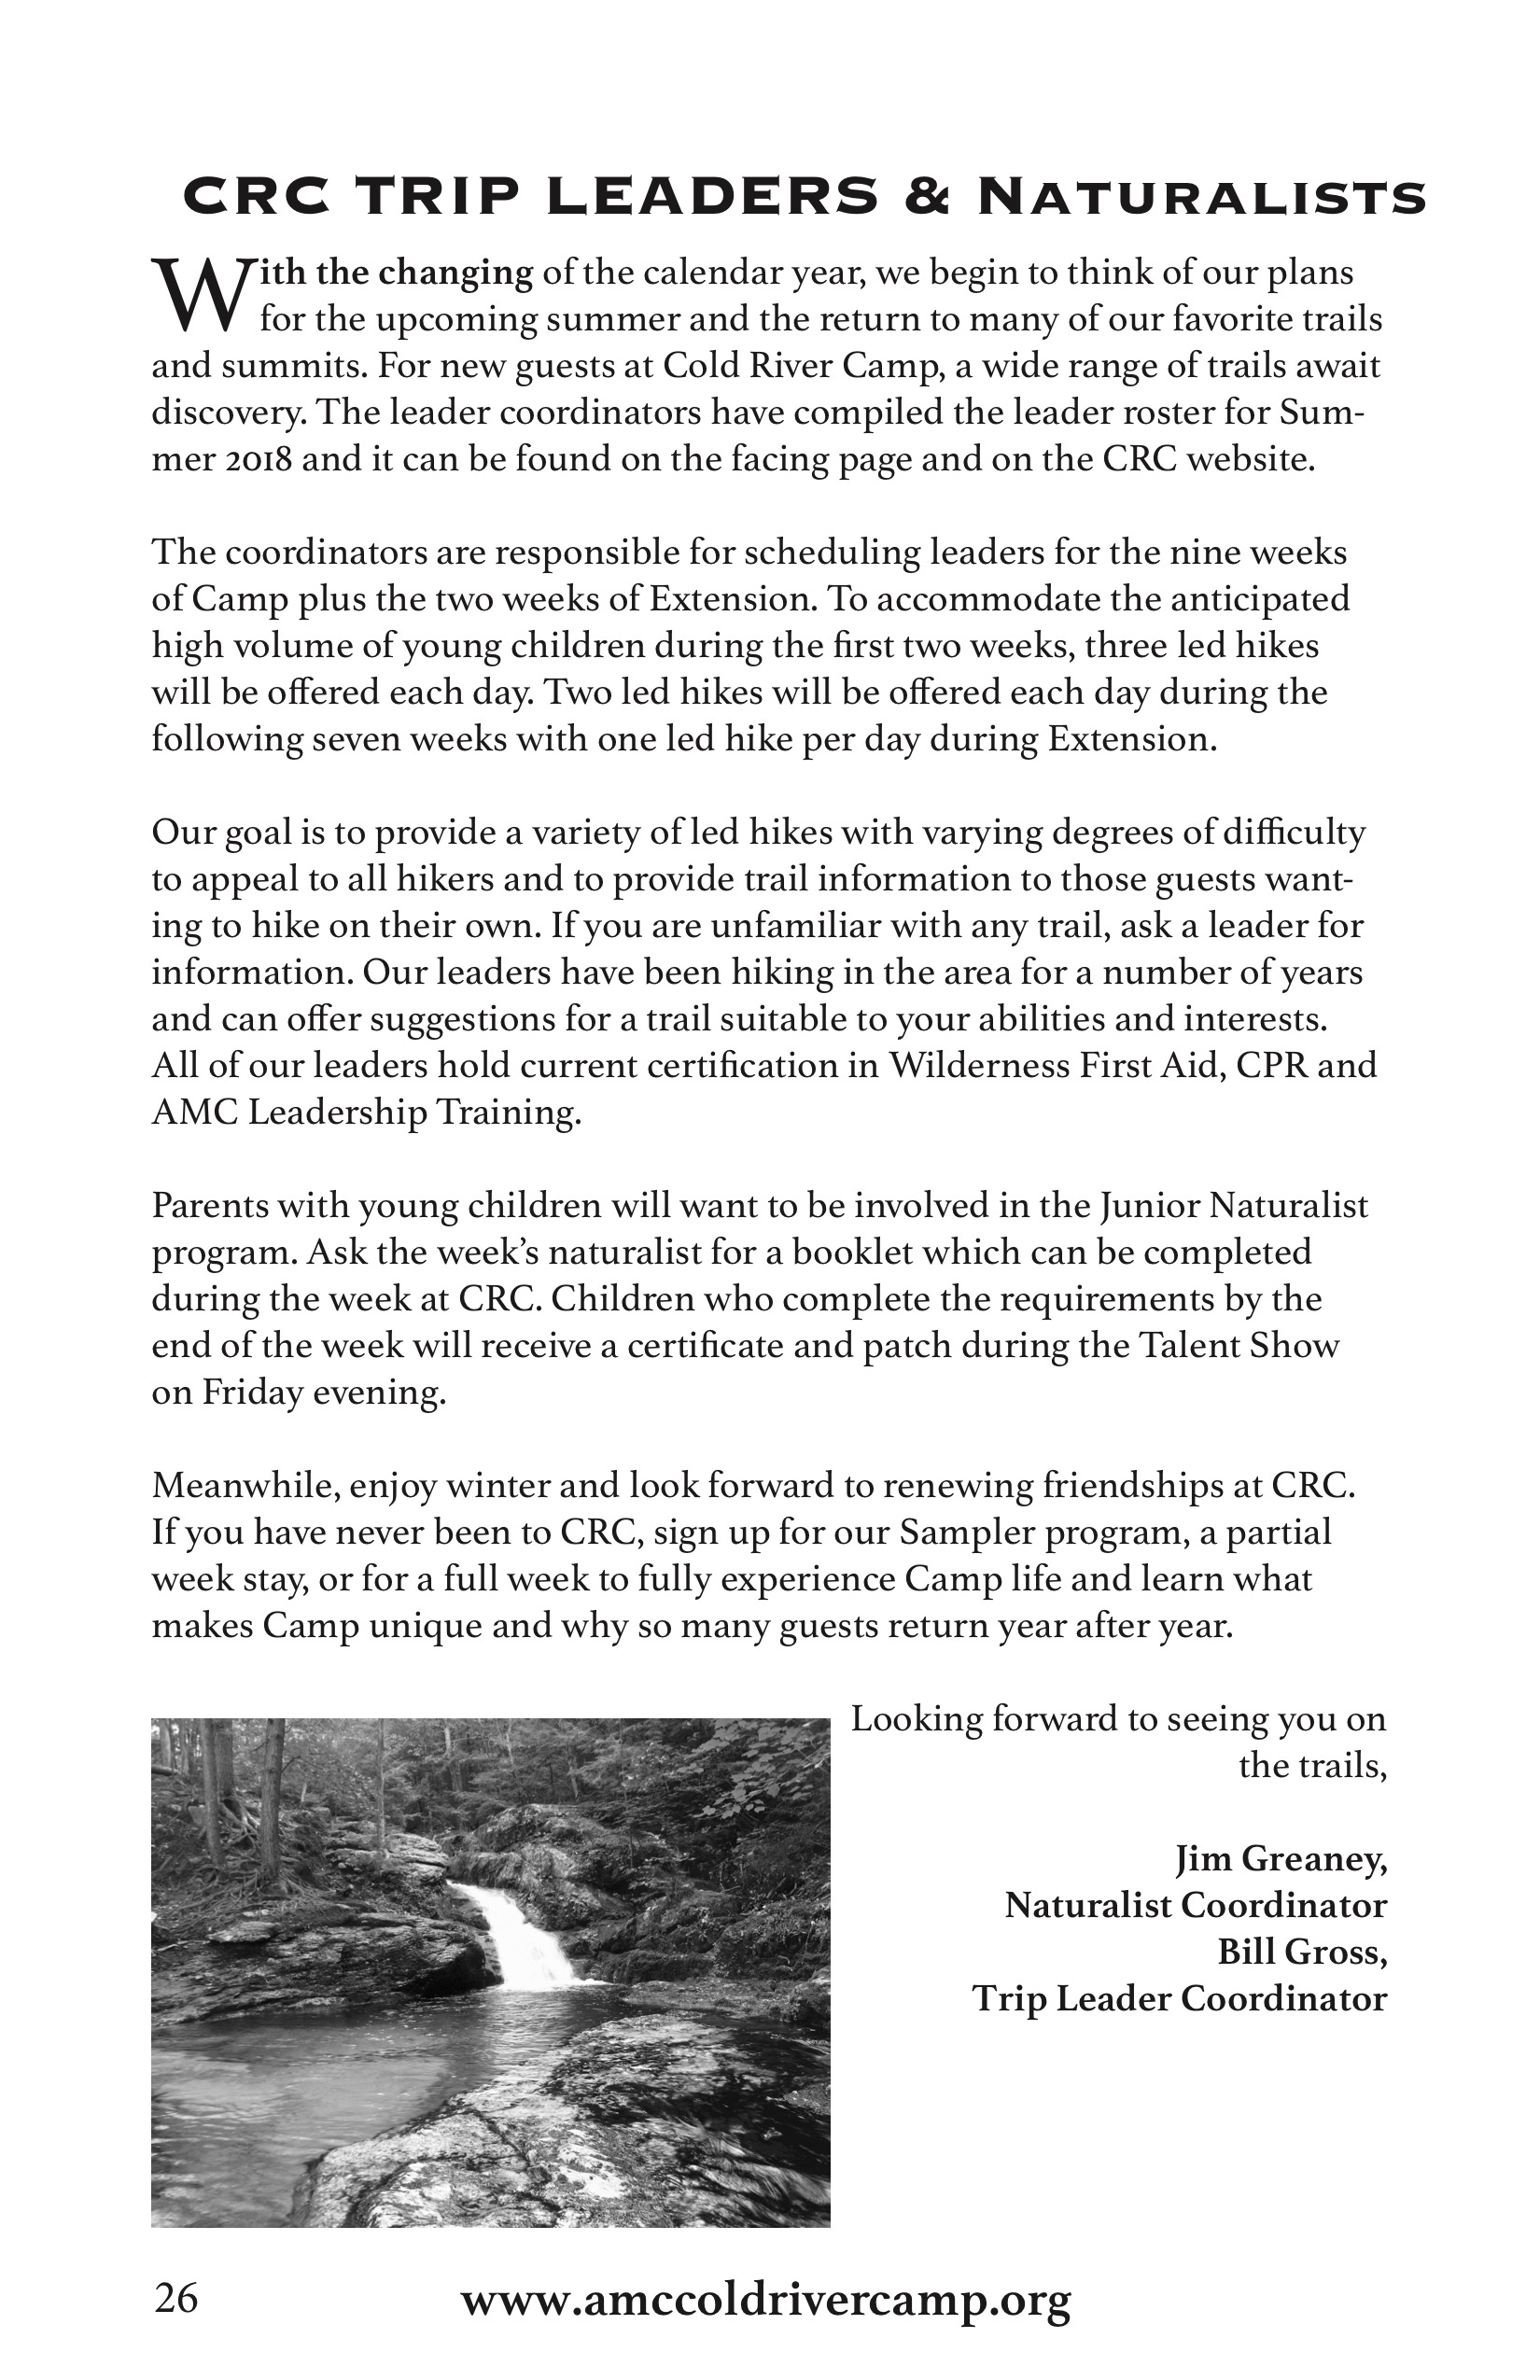 CRC TRIP LEADERS & Naturalists
With the changing of the calendar year, we begin to think of our plans
for the upcoming summer and the return to many of our favorite trails
and summits. For new guests at Cold River Camp, a wide range of trails await
discovery. The leader coordinators have compiled the leader roster for Sum-
mer 2018 and it can be found on the facing page and on the CRC website.
The coordinators are responsible for scheduling leaders for the nine weeks
of Camp plus the two weeks of Extension. To accommodate the anticipated
high volume of young children during the first two weeks, three led hikes
will be offered each day. Two led hikes will be offered each day during the
following seven weeks with one led hike per day during Extension.
Our goal is to provide a variety of led hikes with varying degrees of difficulty
to appeal to all hikers and to provide trail information to those guests want-
ing to hike on their own. If you are unfamiliar with any trail, ask a leader for
information. Our leaders have been hiking in the area for a number of years
and can offer suggestions for a trail suitable to your abilities and interests.
All of our leaders hold current certification in Wilderness First Aid, CPR and
AMC Leadership Training.
Parents with young children will want to be involved in the Junior Naturalist
program. Ask the week's naturalist for a booklet which can be completed
during the week at CRC. Children who complete the requirements by the
end of the week will receive a certificate and patch during the Talent Show
on Friday evening.
Meanwhile, enjoy winter and look forward to renewing friendships at CRC.
If you have never been to CRC, sign up for our Sampler program, a partial
week stay, or for a full week to fully experience Camp life and learn what
makes Camp unique and why so many guests return year after year.
Looking forward to seeing you on
the trails,
Jim Greaney,
Naturalist Coordinator
Bill Gross,
Trip Leader Coordinator
26
www.amccoldrivercamp.org